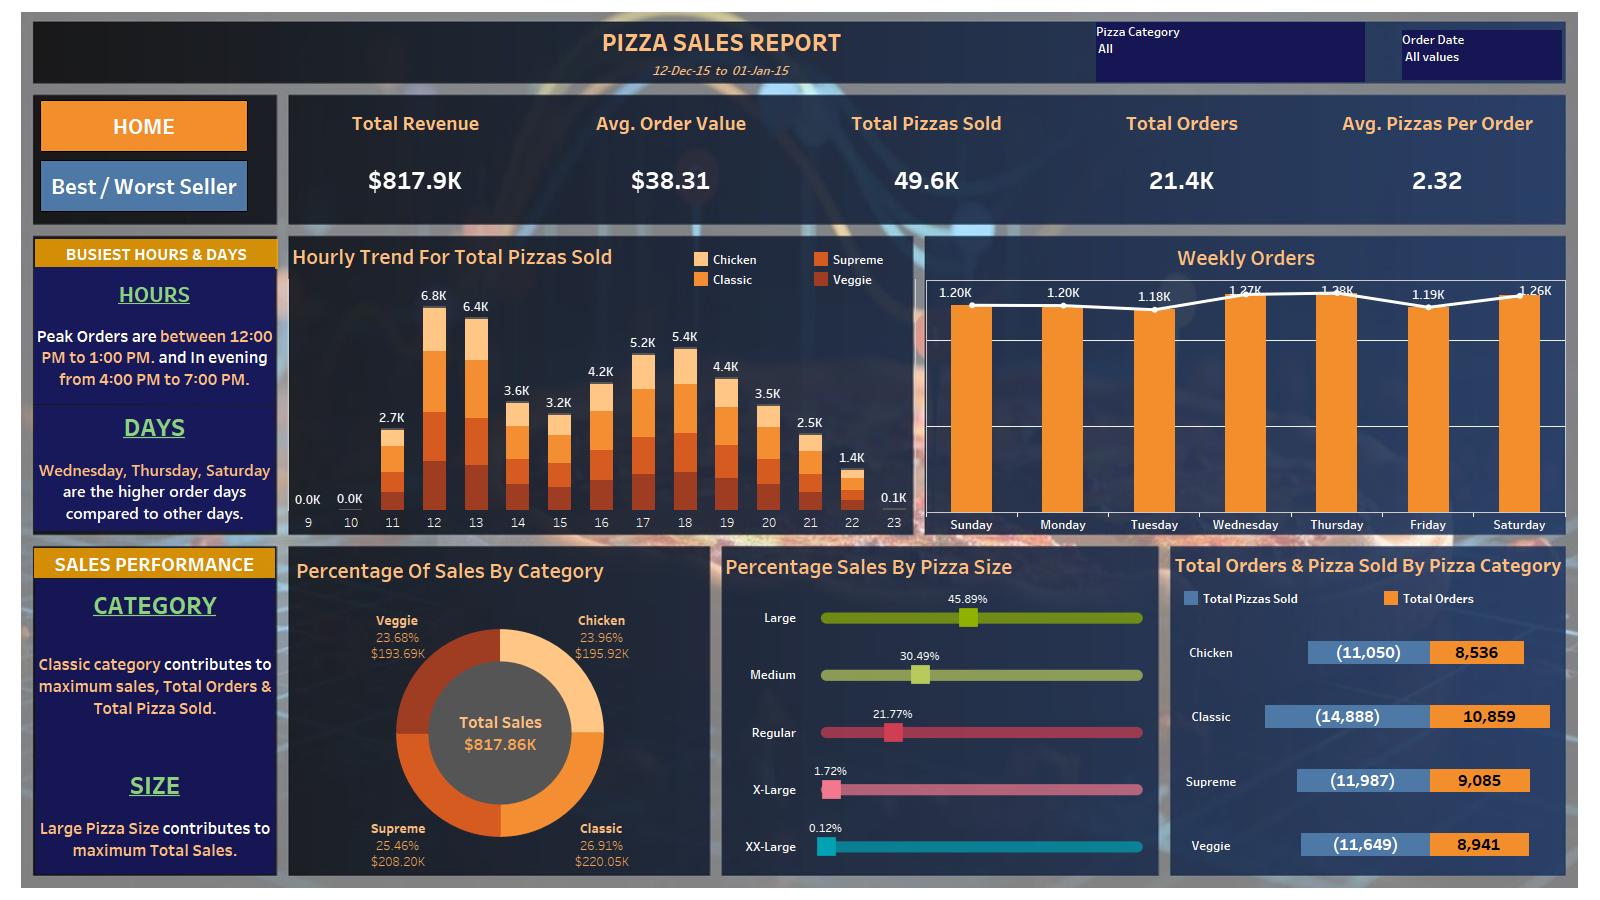 PIZZA SALES REPORT
12-Dec-15 to 01-Jan-15
Pizza Category
All
Order Date
All values
HOME
Best / Worst Seller
Total Revenue
$817.9K
Avg. Order Value
$38.31
Total Pizzas Sold
49.6K
Total Orders
21.4K
Avg. Pizzas Per Order
2.32
BUSIEST HOURS & DAYS
HOURS
Peak Orders are between 12:00
PM to 1:00 PM. and In evening
from 4:00 PM to 7:00 PM.
DAYS
Wednesday, Thursday, Saturday
are the higher order days
compared to other days.
Hourly Trend For Total Pizzas Sold
Chicken
Supreme
Classic
Veggie
0.0K
0.0K
2.7K
6.8K
6.4K
3.6K
3.2K
4.2K
5.2K
5.4K
4.4K
3.5K
2.5K
1.4K
0.1K
9 10 11 12 13 14 15 16 17 18 19 20 21 22 23
Weekly Orders
1.20K 1.20K 1.18K 1.27K 1.28K 1.19K 1.26K
Sunday Monday Tuesday Wednesday Thursday Friday Saturday
SALES PERFORMANCE
CATEGORY
Classic category contributes to
maximum sales, Total Orders &
Total Pizza Sold.
SIZE
Large Pizza Size contributes to
maximum Total Sales.
Percentage Of Sales By Category
Veggie
23.68%
$193.69K
Chicken
23.96%
$195.92K
Total Sales
$817.86K
Supreme
25.46%
$208.20K
Classic
26.91%
$220.05K
Percentage Sales By Pizza Size
45.89%
Large
30.49%
Medium
21.77%
Regular
1.72%
X-Large
0.12%
XX-Large
Total Orders & Pizza Sold By Pizza Category
Total Pizzas Sold
Total Orders
Chicken (11,050) 8,536
Classic (14,888) 10,859
Supreme (11,987) 9,085
Veggie (11,649) 8,941